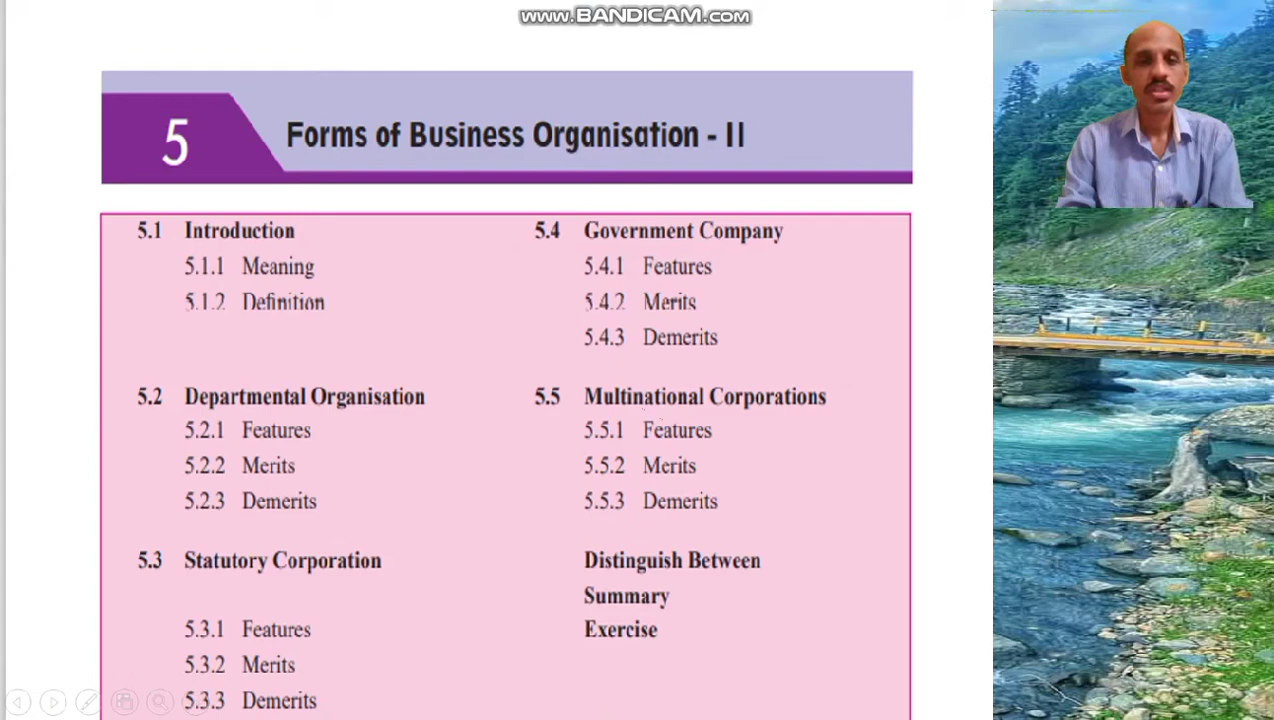 www.BANDICAM.com
5
Forms of Business Organisation - II
5.1 Introduction
5.1.1 Meaning
5.1.2 Definition
5.2 Departmental Organisation
5.2.1 Features
5.2.2 Merits
5.2.3 Demerits
5.3 Statutory Corporation
5.3.1 Features
5.3.2 Merits
5.3.3 Demerits
5.4 Government Company
5.4.1 Features
5.4.2 Merits
5.4.3 Demerits
5.5 Multinational Corporations
5.5.1 Features
5.5.2 Merits
5.5.3 Demerits
Distinguish Between
Summary
Exercise